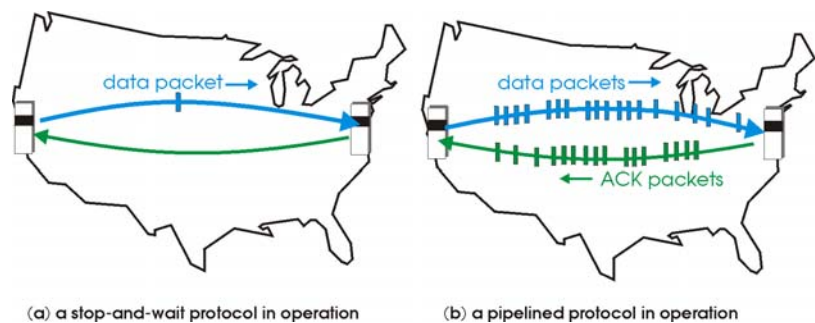 data packet
(a) a stop-and-wait protocol in operation
data packets
ACK packets
(b) a pipelined protocol in operation